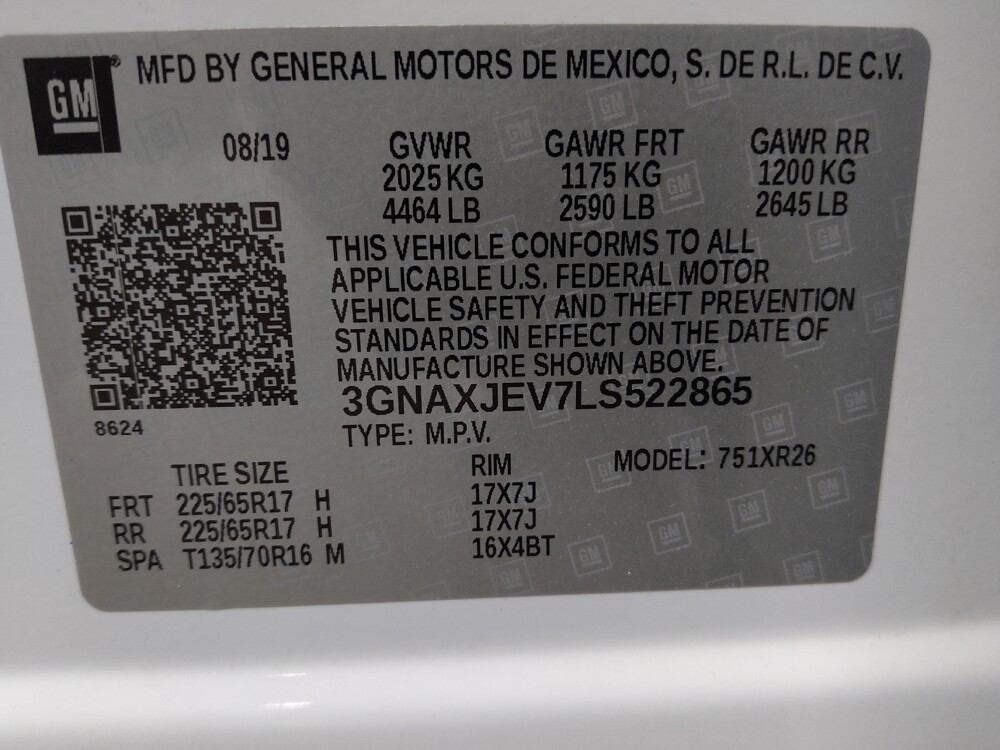 GM® MFD BY GENERAL MOTORS DE MEXICO, S. DE R.L. DE C.V.
08/19 GVWR GAWR FRT GAWR RR
2025 KG 1175 KG 1200 KG
4464 LB 2590 LB 2645 LB
THIS VEHICLE CONFORMS TO ALL
APPLICABLE U.S. FEDERAL MOTOR
VEHICLE SAFETY AND THEFT PREVENTION
STANDARDS IN EFFECT ON THE DATE OF
MANUFACTURE SHOWN ABOVE.
3GNAXJEV7LS522865
8624
TYPE: M.P.V.
TIRE SIZE RIM MODEL: 751XR26
FRT 225/65R17 H 17X7J
RR 225/65R17 H 17X7J
SPA T135/70R16 M 16X4BT